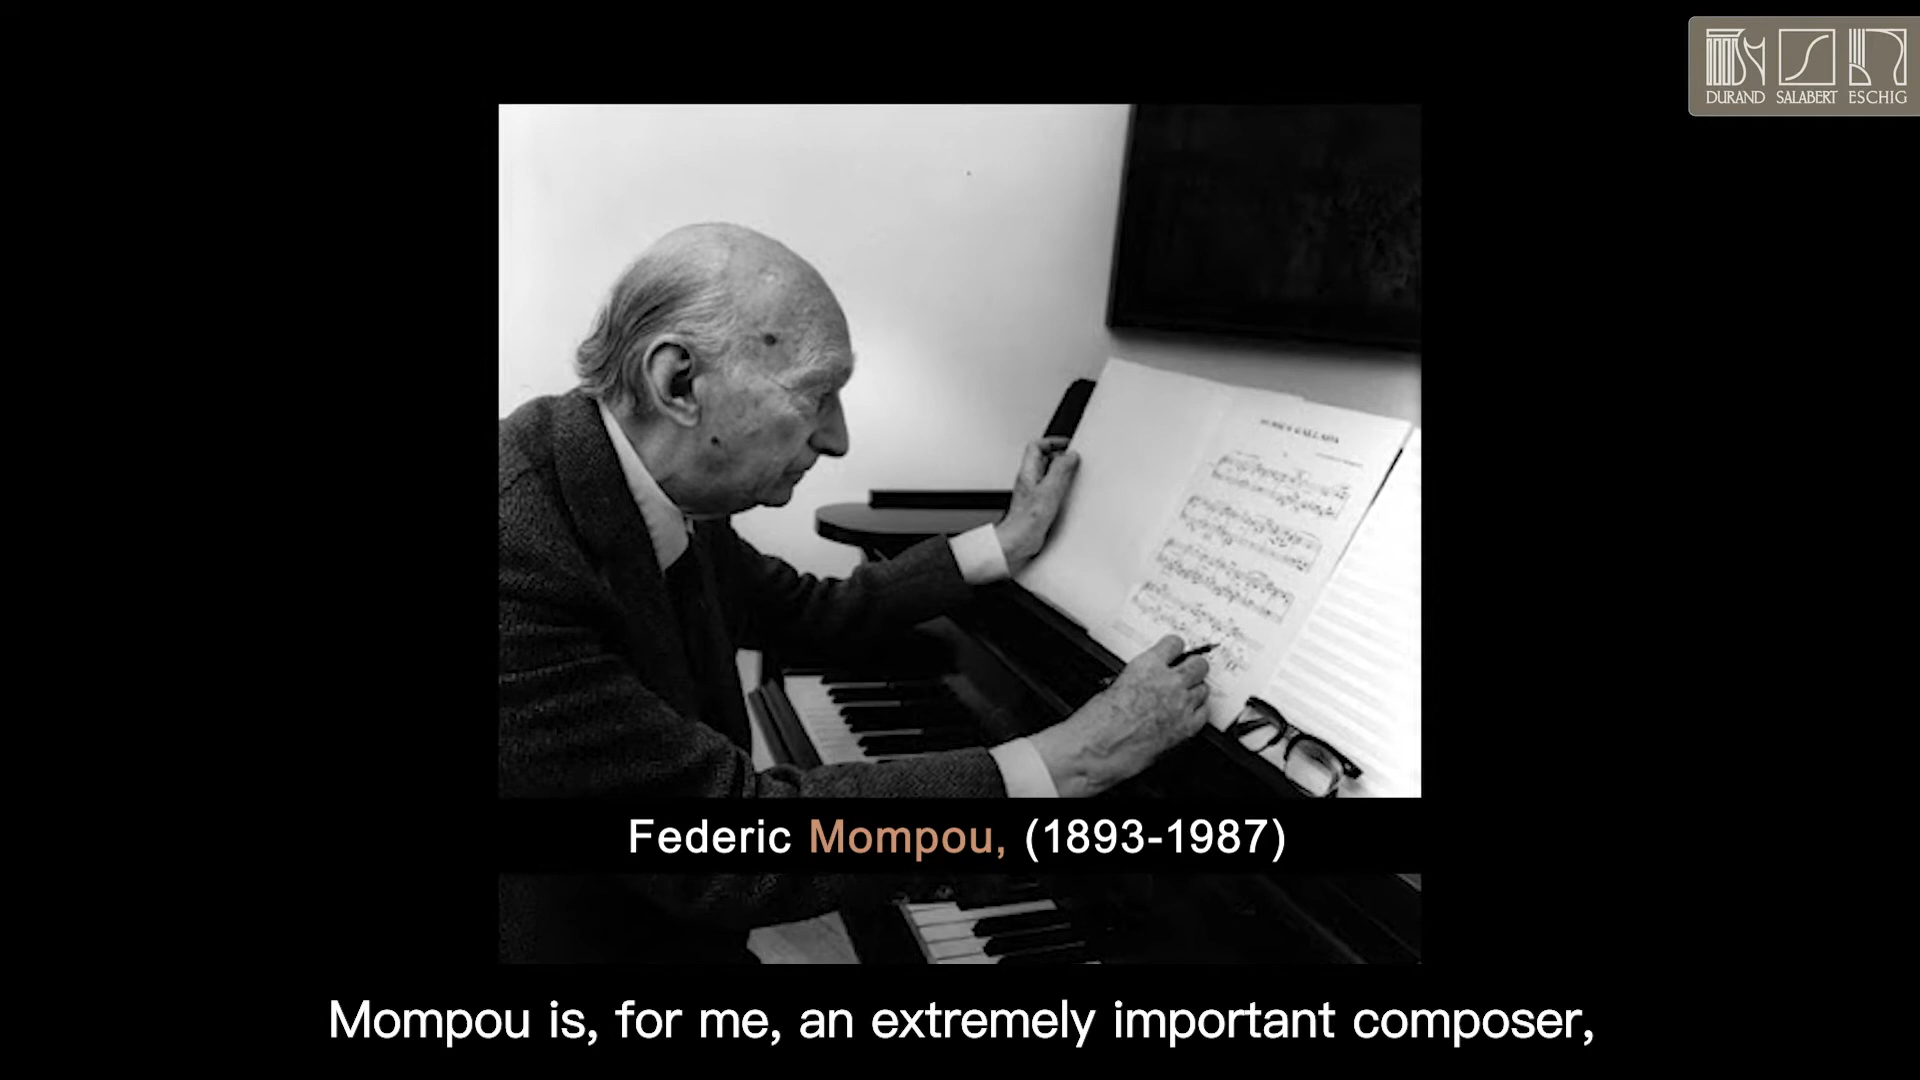 DURAND SALABERT ESCHIG
Federic Mompou, (1893-1987)
Mompou is, for me, an extremely important composer,